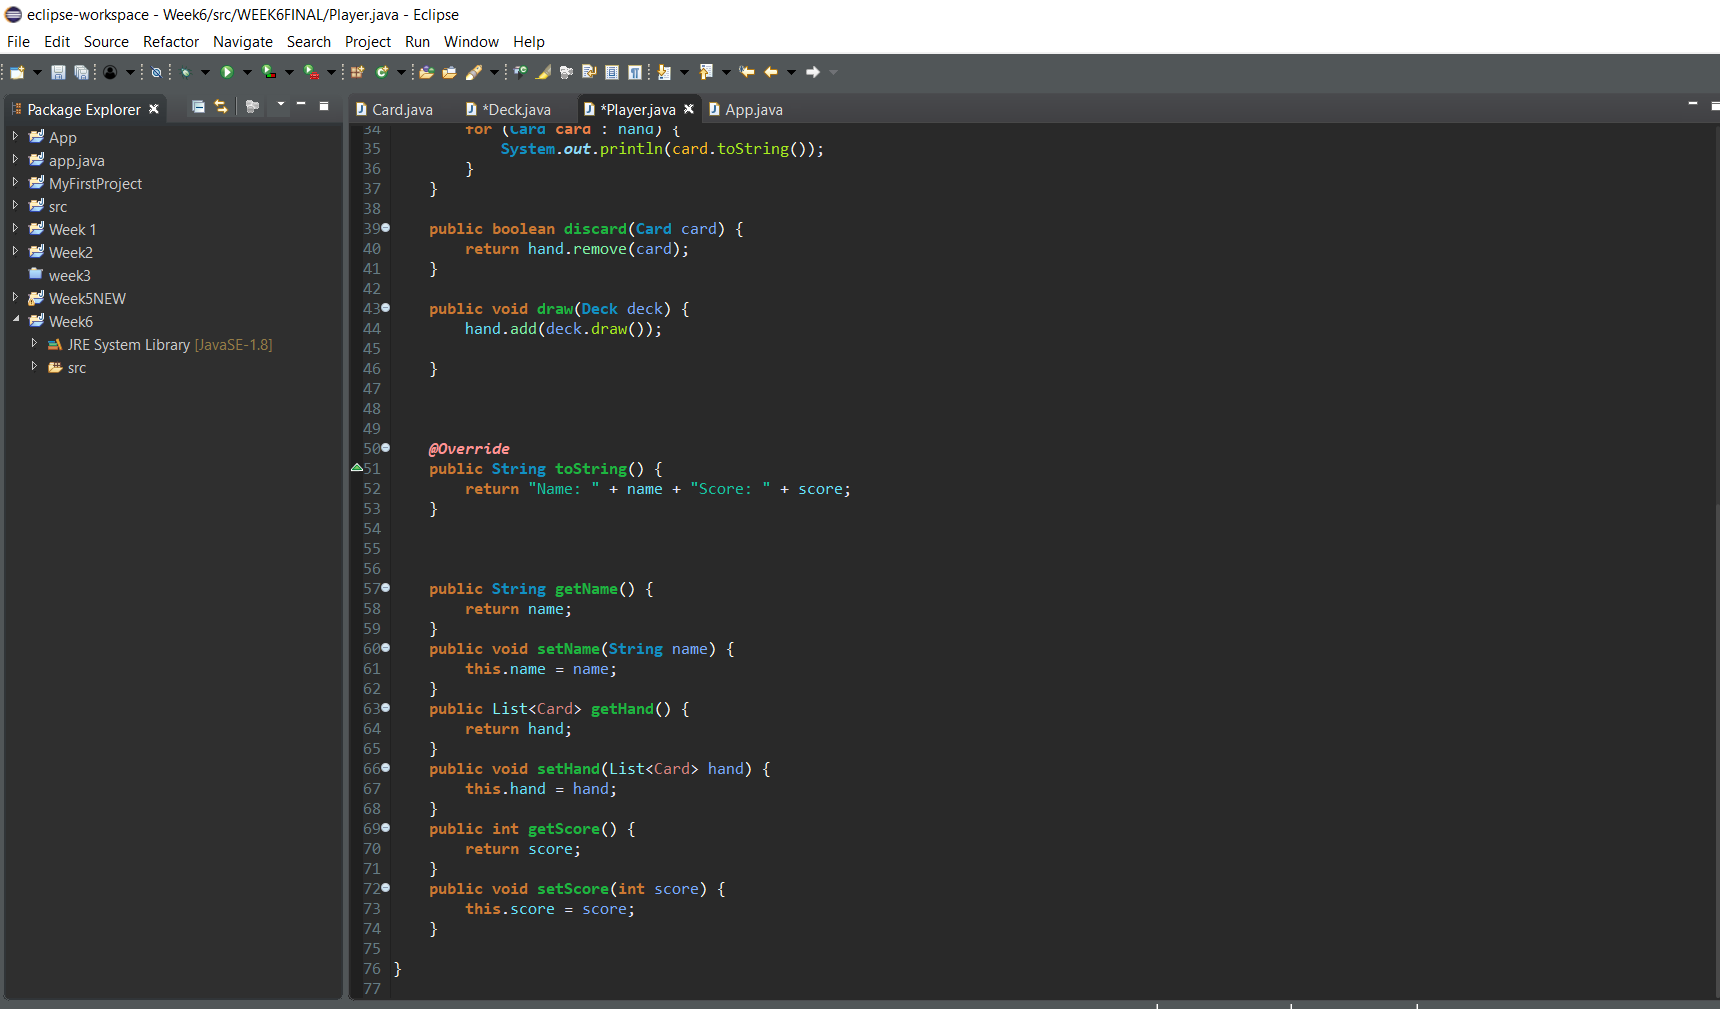 eclipse-workspace - Week6/src/WEEK6FINAL/Player.java - Eclipse
File Edit Source Refactor Navigate Search Project Run Window Help
Package Explorer
Card.java *Deck.java *Player.java App.java
App
app.java
MyFirstProject
src
Week 1
Week2
week3
Week5NEW
Week6
JRE System Library [JavaSE-1.8]
src
34 for (Card card : hand) {
35 System.out.println(card.toString());
36 }
37 }
38
39 public boolean discard(Card card) {
40 return hand.remove(card);
41 }
42
43 public void draw(Deck deck) {
44 hand.add(deck.draw());
45
46 }
47
48
49
50 @Override
51 public String toString() {
52 return "Name: " + name + "Score: " + score;
53 }
54
55
56
57 public String getName() {
58 return name;
59 }
60 public void setName(String name) {
61 this.name = name;
62 }
63 public List<Card> getHand() {
64 return hand;
65 }
66 public void setHand(List<Card> hand) {
67 this.hand = hand;
68 }
69 public int getScore() {
70 return score;
71 }
72 public void setScore(int score) {
73 this.score = score;
74 }
75
76 }
77